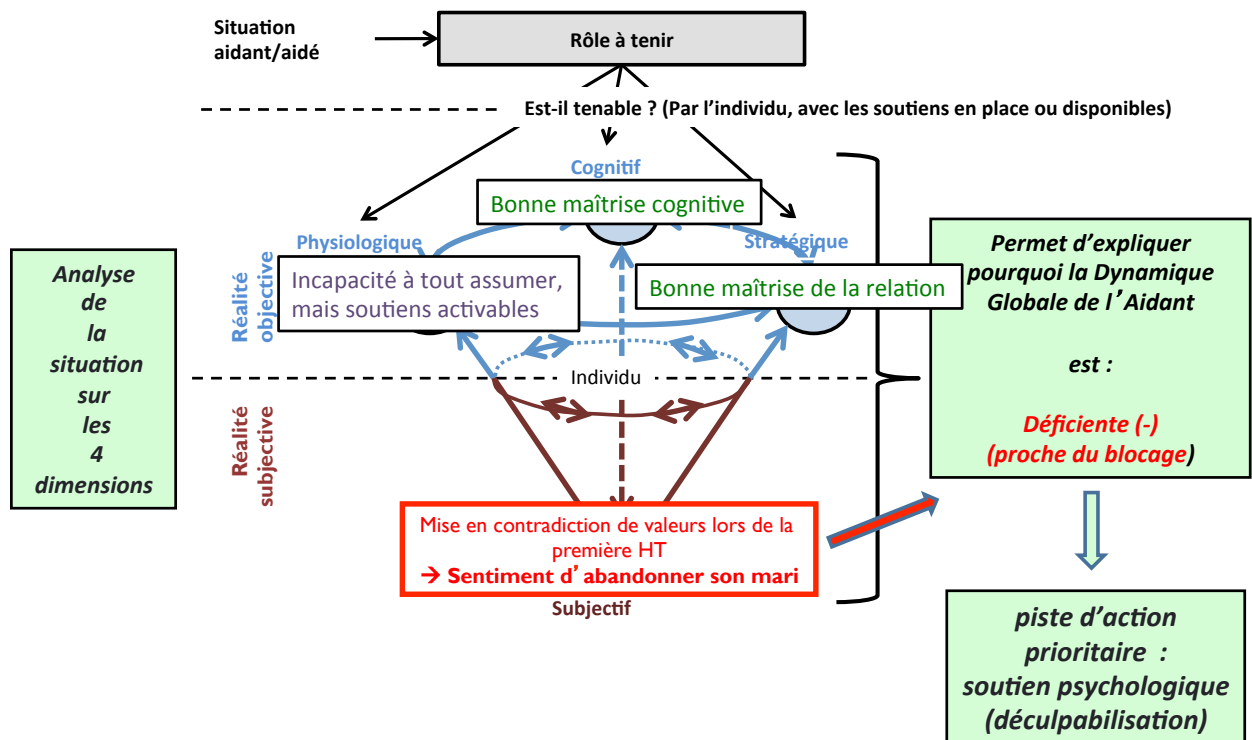 Situation
aidant/aidé
Rôle à tenir
Est-il tenable ? (Par l'individu, avec les soutiens en place ou disponibles)
Cognitif
Bonne maîtrise cognitive
Physiologique
Stratégique
Incapacité à tout assumer,
mais soutiens activables
Bonne maîtrise de la relation
Réalité
objective
Individu
Réalité
subjective
Mise en contradiction de valeurs lors de la
première HT
→ Sentiment d'abandonner son mari
Subjectif
Analyse
de
la
situation
sur
les
4
dimensions
Permet d'expliquer
pourquoi la Dynamique
Globale de l'Aidant
est :
Déficiente (-)
(proche du blocage)
piste d'action
prioritaire :
soutien psychologique
(déculpabilisation)